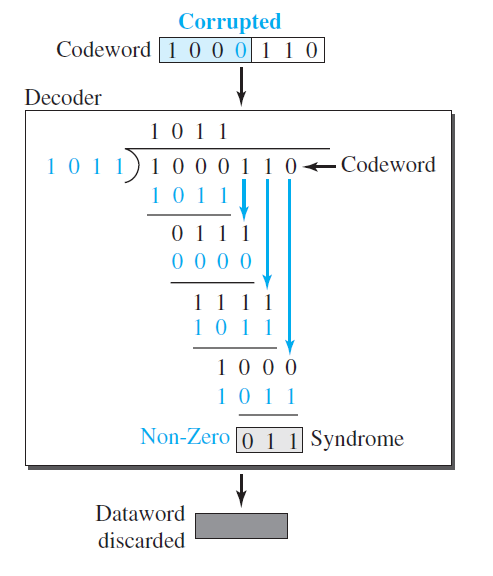 Corrupted
Codeword 1 0 0 0 1 1 0
Decoder
1 0 1 1
1 0 1 1 ) 1 0 0 0 1 1 0 Codeword
1 0 1 1
0 1 1 1
0 0 0 0
1 1 1 1
1 0 1 1
1 0 0 0
1 0 1 1
Non-Zero 0 1 1 Syndrome
Dataword
discarded